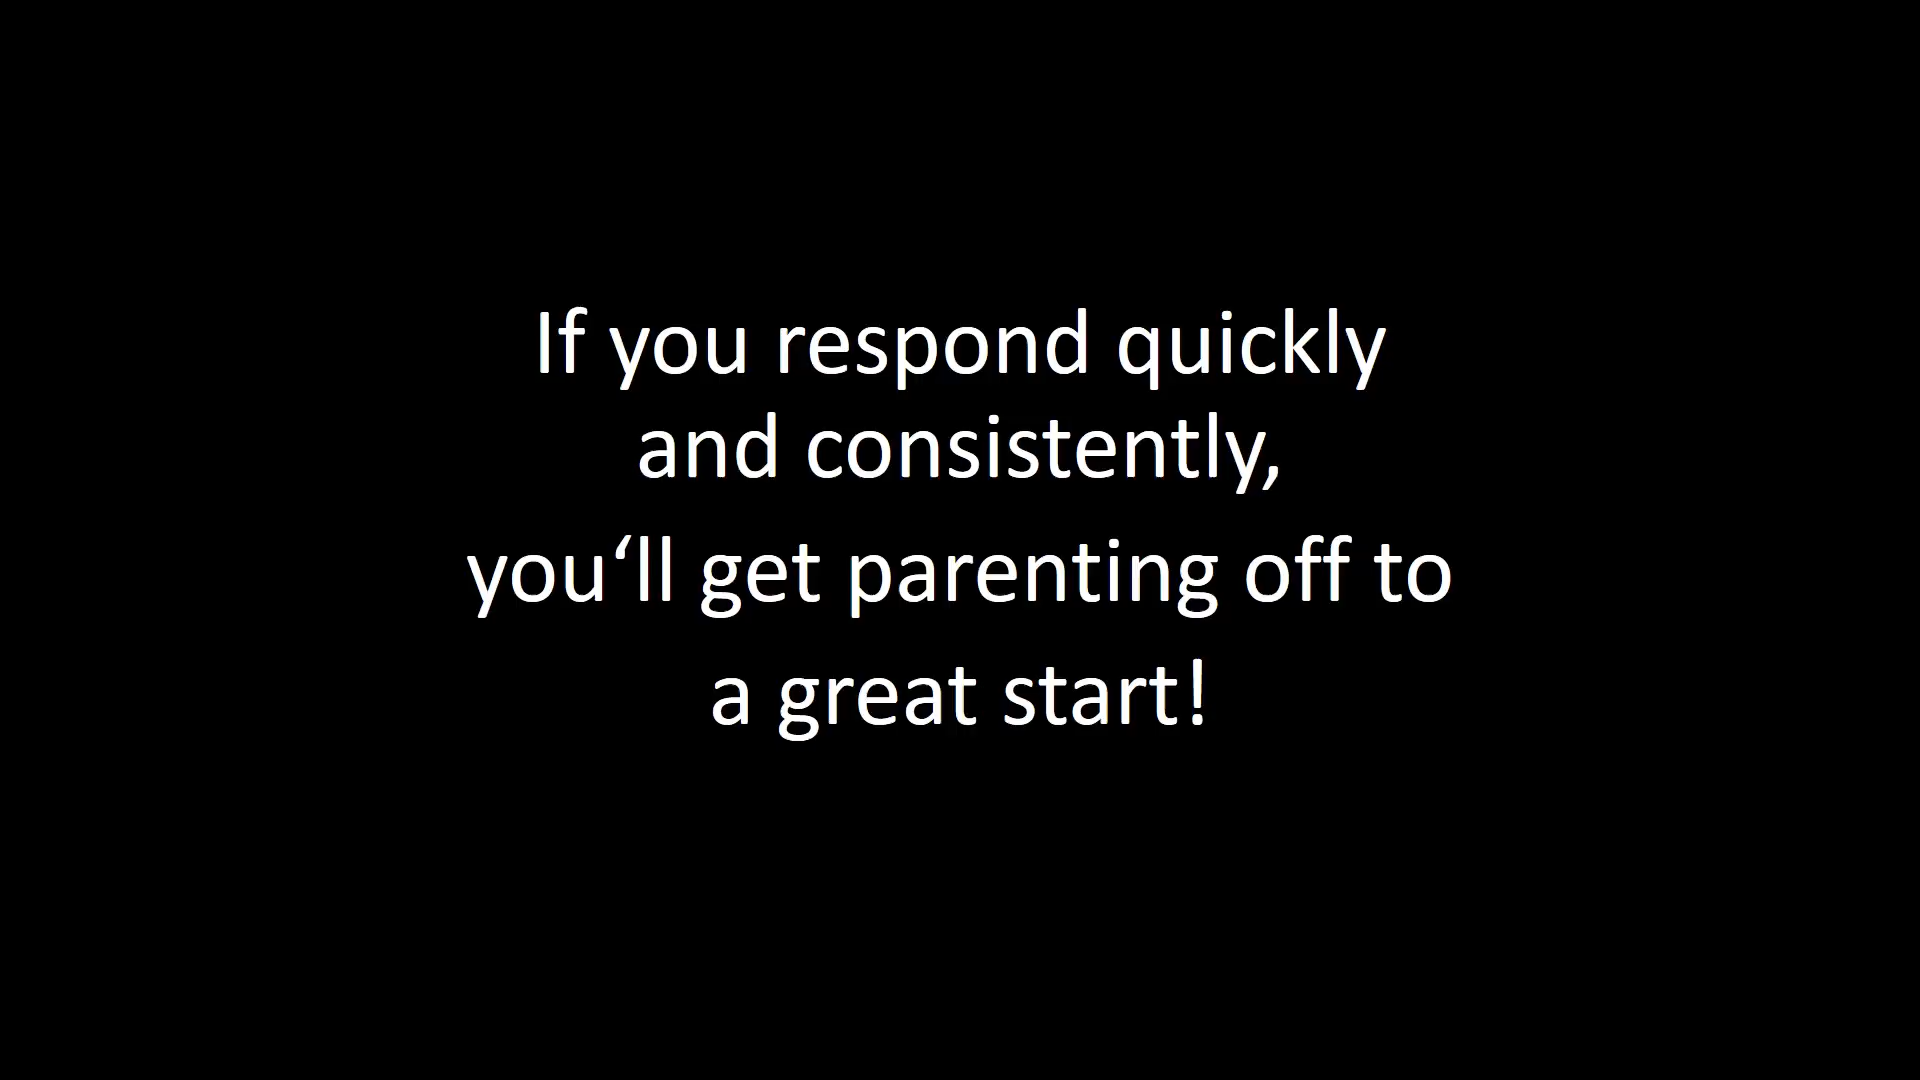 If you respond quickly
and consistently,
you‘ll get parenting off to
a great start!